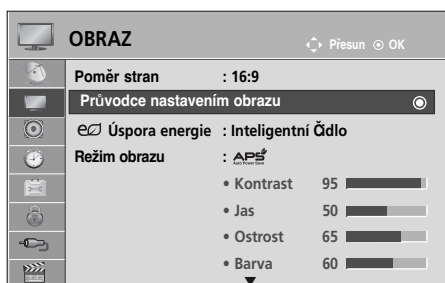 OBRAZ Přesun OK
Poměr stran : 16:9
Průvodce nastavením obrazu
Úspora energie : Inteligentní Čidlo
Režim obrazu : APS
Auto Power Save
• Kontrast 95
• Jas 50
• Ostrost 65
• Barva 60